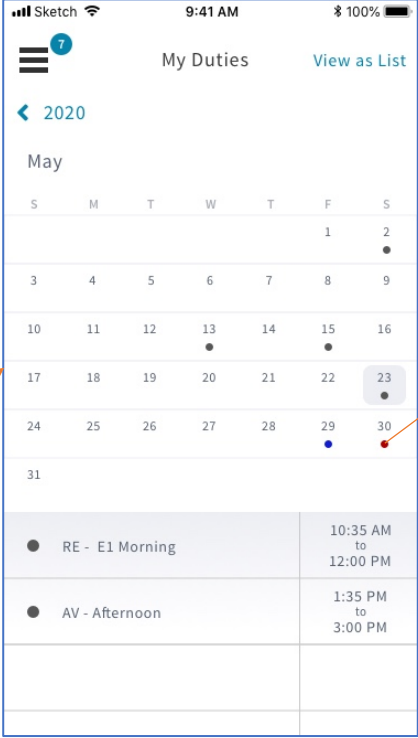 Sketch 9:41 AM 100%
7
My Duties View as List
2020
May
S M T W T F S
1 2
3 4 5 6 7 8 9
10 11 12 13 14 15 16
17 18 19 20 21 22 23
24 25 26 27 28 29 30
31
RE - E1 Morning
10:35 AM
to
12:00 PM
AV - Afternoon
1:35 PM
to
3:00 PM